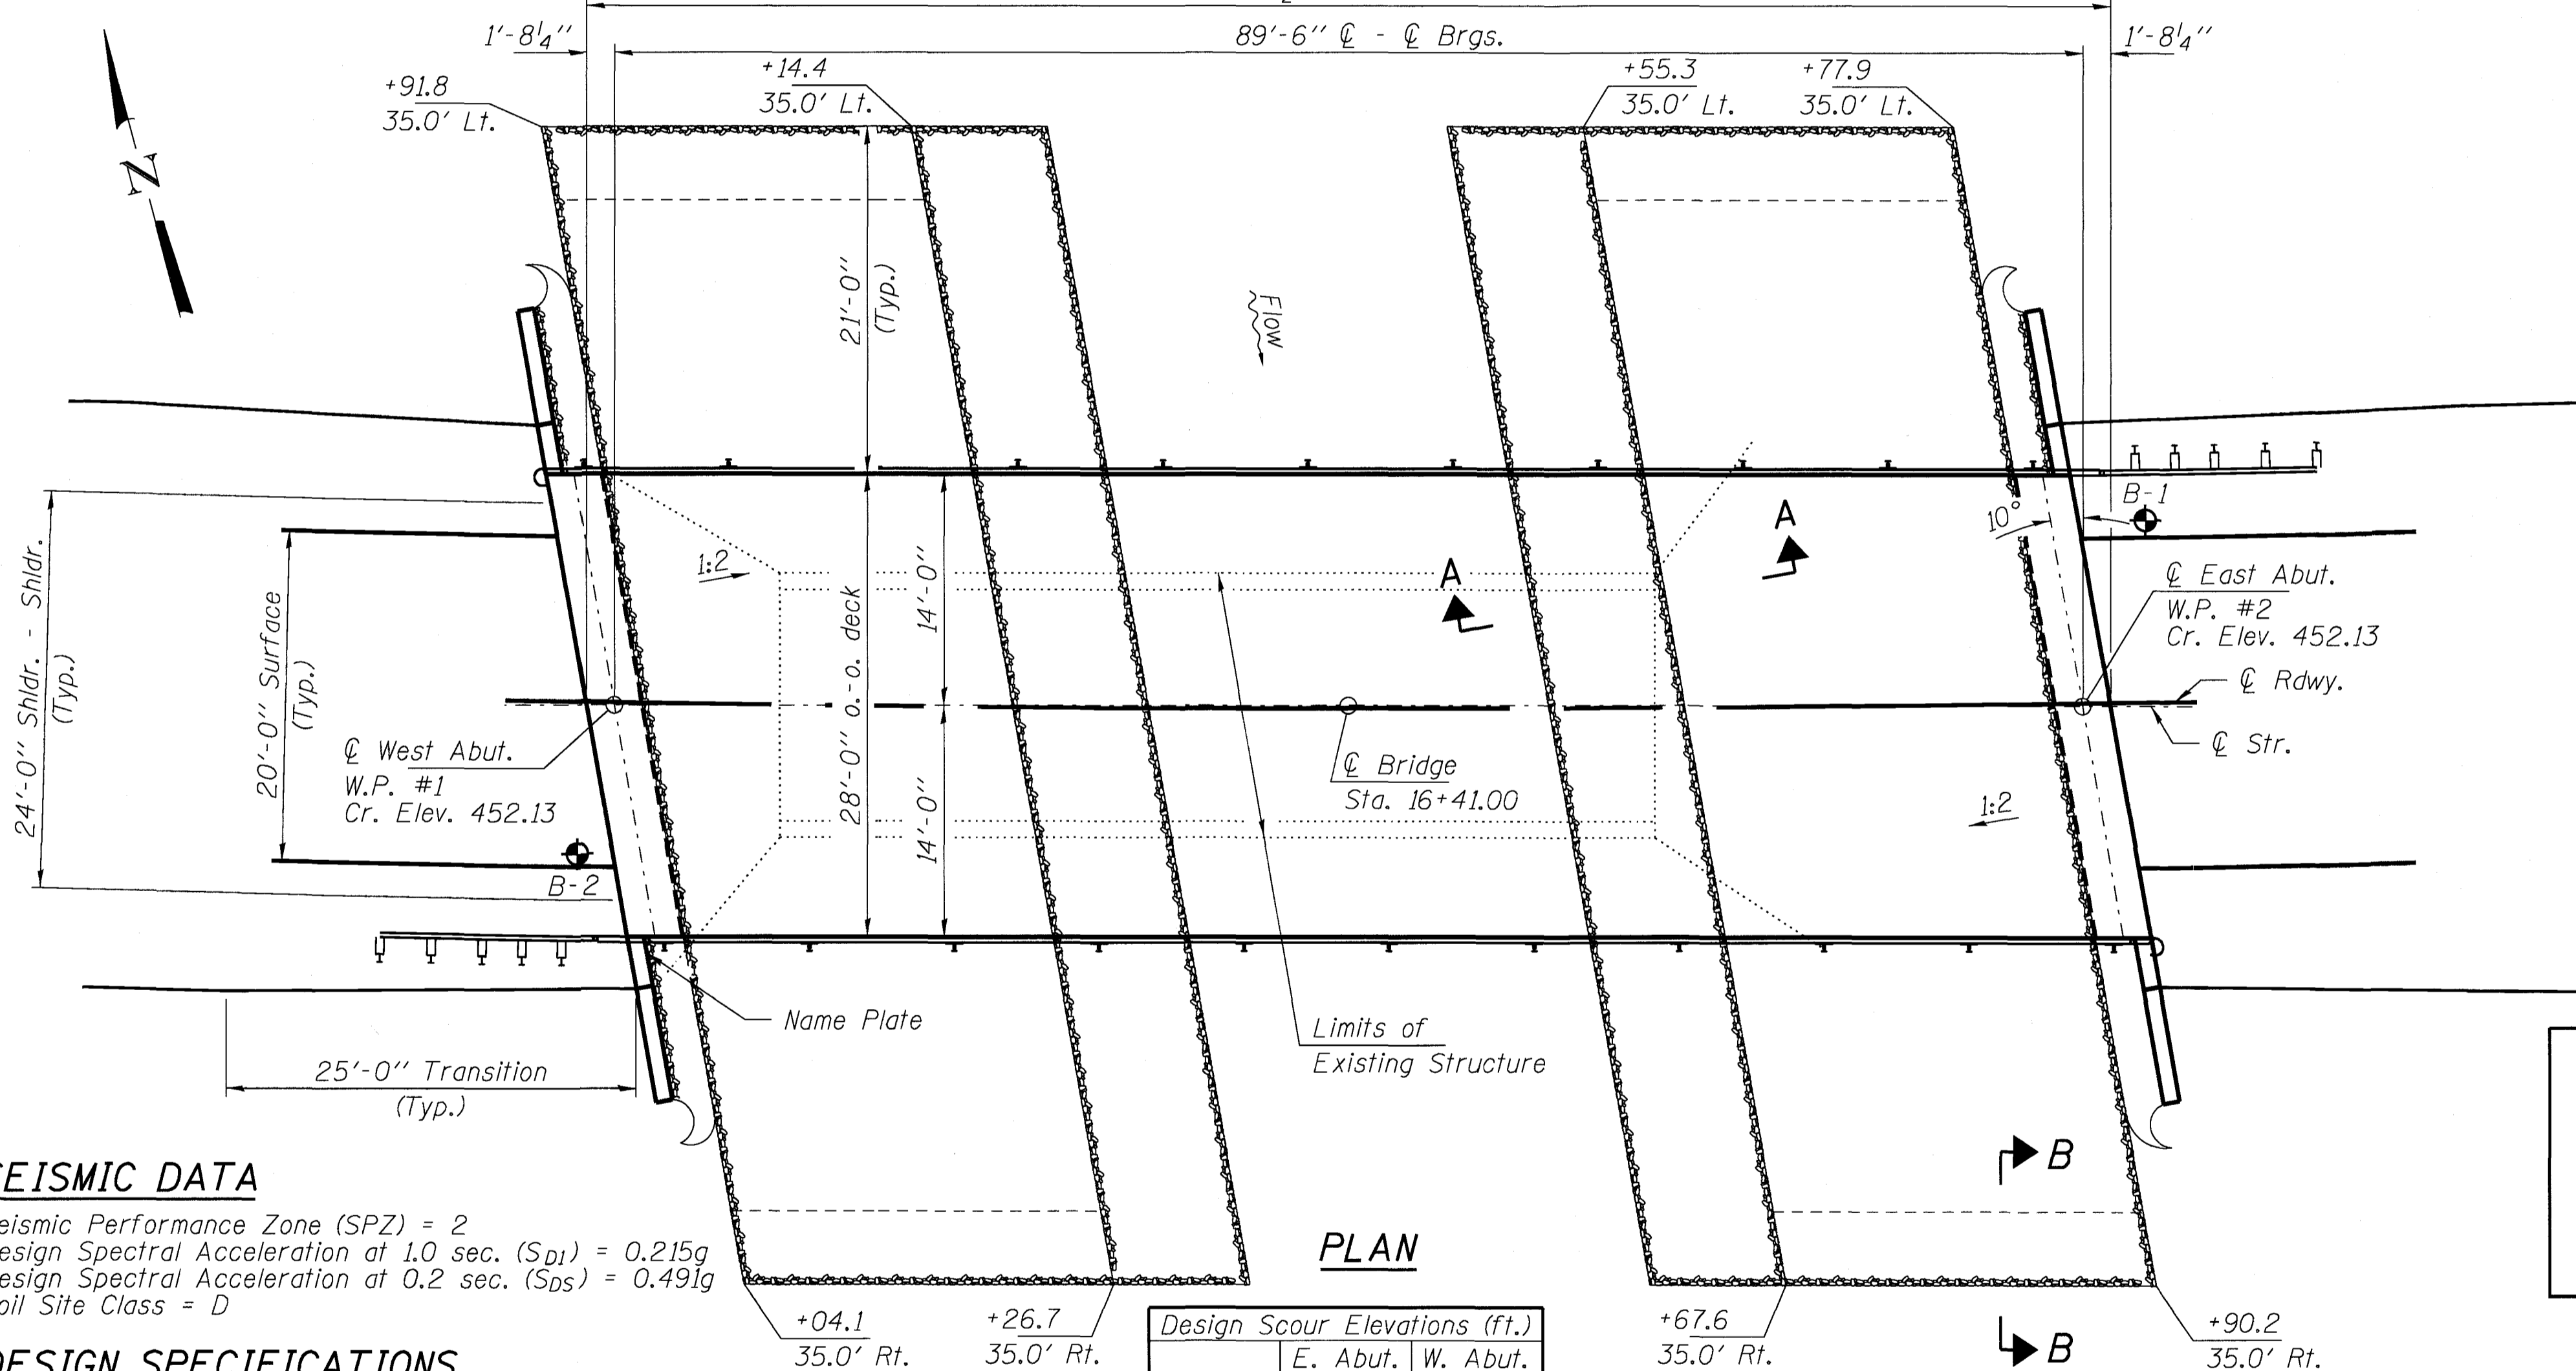 1'-8¼"
89'-6" ℄ - ℄ Brgs.
1'-8¼"
+91.8
35.0' Lt.
+14.4
35.0' Lt.
+55.3
35.0' Lt.
+77.9
35.0' Lt.
N
21'-0"
(Typ.)
Flow
B-1
10°
A
A
1:2
14'-0"
28'-0" o.-o. deck
14'-0"
24'-0" Shldr. - Shldr.
(Typ.)
20'-0" Surface
(Typ.)
℄ East Abut.
W.P. #2
Cr. Elev. 452.13
℄ Rdwy.
℄ Str.
℄ West Abut.
W.P. #1
Cr. Elev. 452.13
℄ Bridge
Sta. 16+41.00
1:2
B-2
Name Plate
Limits of
Existing Structure
25'-0" Transition
(Typ.)
B
B
PLAN
EISMIC DATA
eismic Performance Zone (SPZ) = 2
esign Spectral Acceleration at 1.0 sec. (SD1) = 0.215g
esign Spectral Acceleration at 0.2 sec. (SDS) = 0.491g
oil Site Class = D
DESIGN SPECIFICATIONS
+04.1
35.0' Rt.
+26.7
35.0' Rt.
Design Scour Elevations (ft.)
E. Abut. W. Abut.
+67.6
35.0' Rt.
+90.2
35.0' Rt.